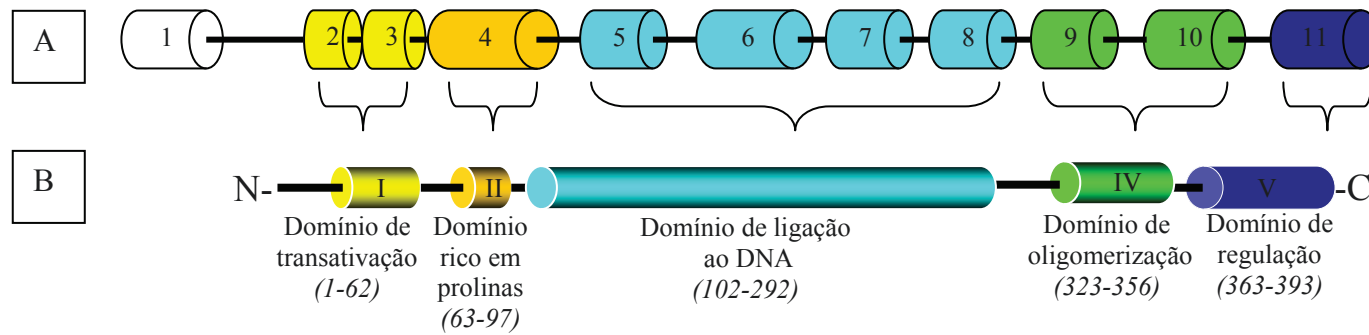 A
1 2 3 4 5 6 7 8 9 10 11
B
N- I II IV V -C
Domínio de
transativação
(1-62)
Domínio
rico em
prolinas
(63-97)
Domínio de ligação
ao DNA
(102-292)
Domínio de
oligomerização
(323-356)
Domínio de
regulação
(363-393)